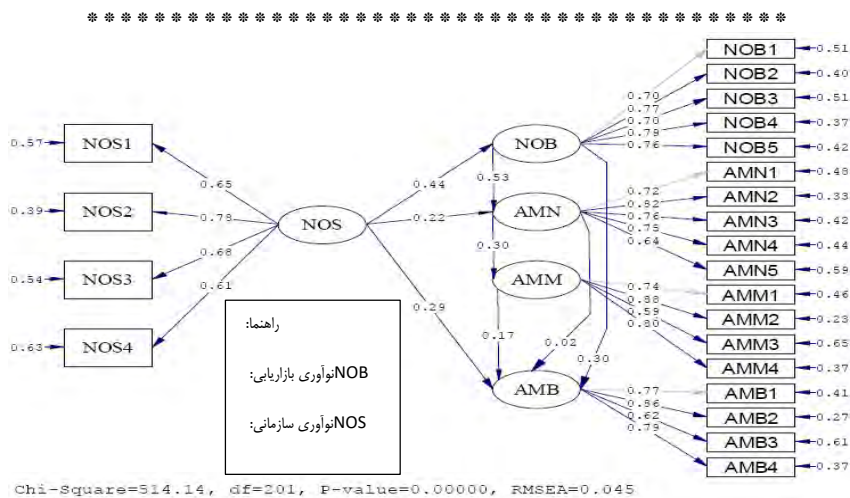 NOB1 0.51
NOB2 0.40
NOB3 0.51
NOB4 0.37
NOB5 0.42
AMN1 0.48
AMN2 0.33
AMN3 0.42
AMN4 0.44
AMN5 0.59
AMM1 0.46
AMM2 0.23
AMM3 0.65
AMM4 0.37
AMB1 0.41
AMB2 0.27
AMB3 0.61
AMB4 0.37
0.70
0.77
0.70
0.79
0.76
0.72
0.82
0.76
0.75
0.64
0.74
0.88
0.59
0.80
0.77
0.86
0.62
0.79
NOB
AMN
AMM
AMB
0.44
0.53
0.22
0.30
0.29
0.17
0.02
0.30
NOS
0.57 NOS1
0.39 NOS2
0.54 NOS3
0.63 NOS4
0.65
0.78
0.68
0.61
راهنما:
NOBنوآوری بازاریابی:
NOSنوآوری سازمانی:
Chi-Square=514.14, df=201, P-value=0.00000, RMSEA=0.045